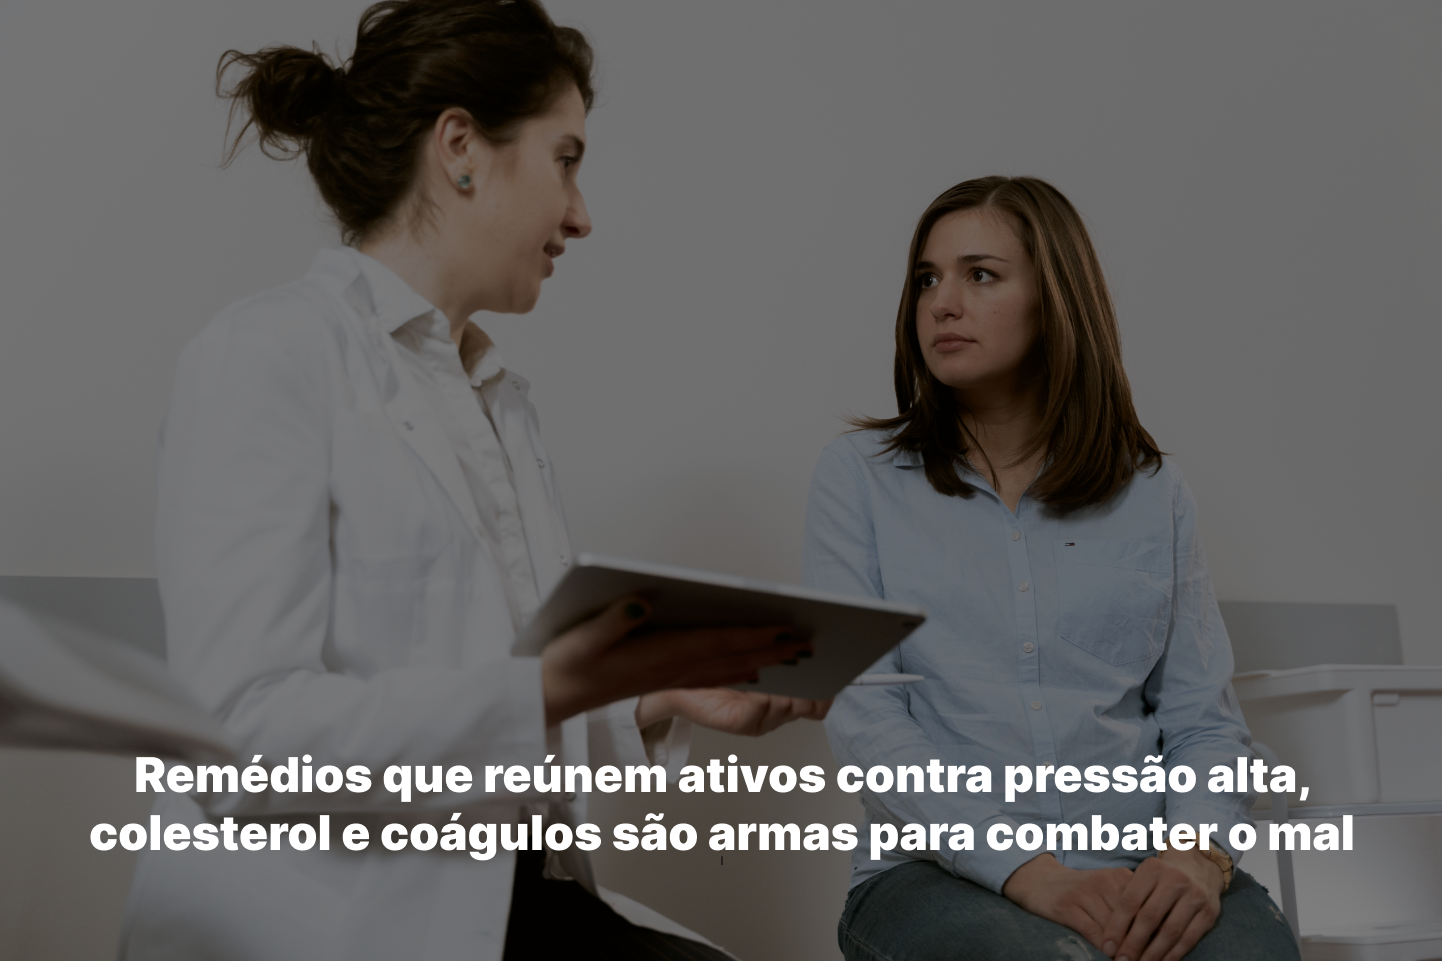 Remédios que reúnem ativos contra pressão alta,
colesterol e coágulos são armas para combater o mal